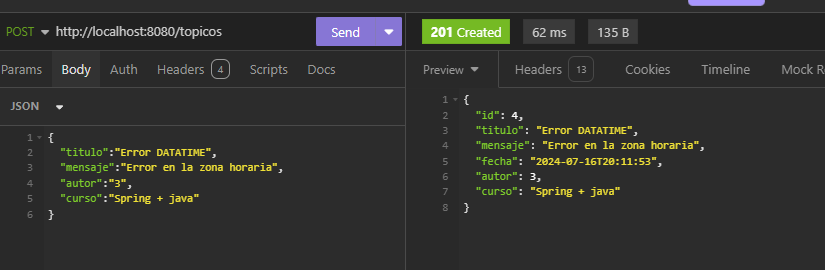 POST http://localhost:8080/topicos Send 201 Created 62 ms 135 B
Params Body Auth Headers 4 Scripts Docs Preview Headers 13 Cookies Timeline Mock
JSON
1 {
2 "titulo":"Error DATATIME",
3 "mensaje":"Error en la zona horaria",
4 "autor":"3",
5 "curso":"Spring + java"
6 }
1 {
2 "id": 4,
3 "titulo": "Error DATATIME",
4 "mensaje": "Error en la zona horaria",
5 "fecha": "2024-07-16T20:11:53",
6 "autor": 3,
7 "curso": "Spring + java"
8 }